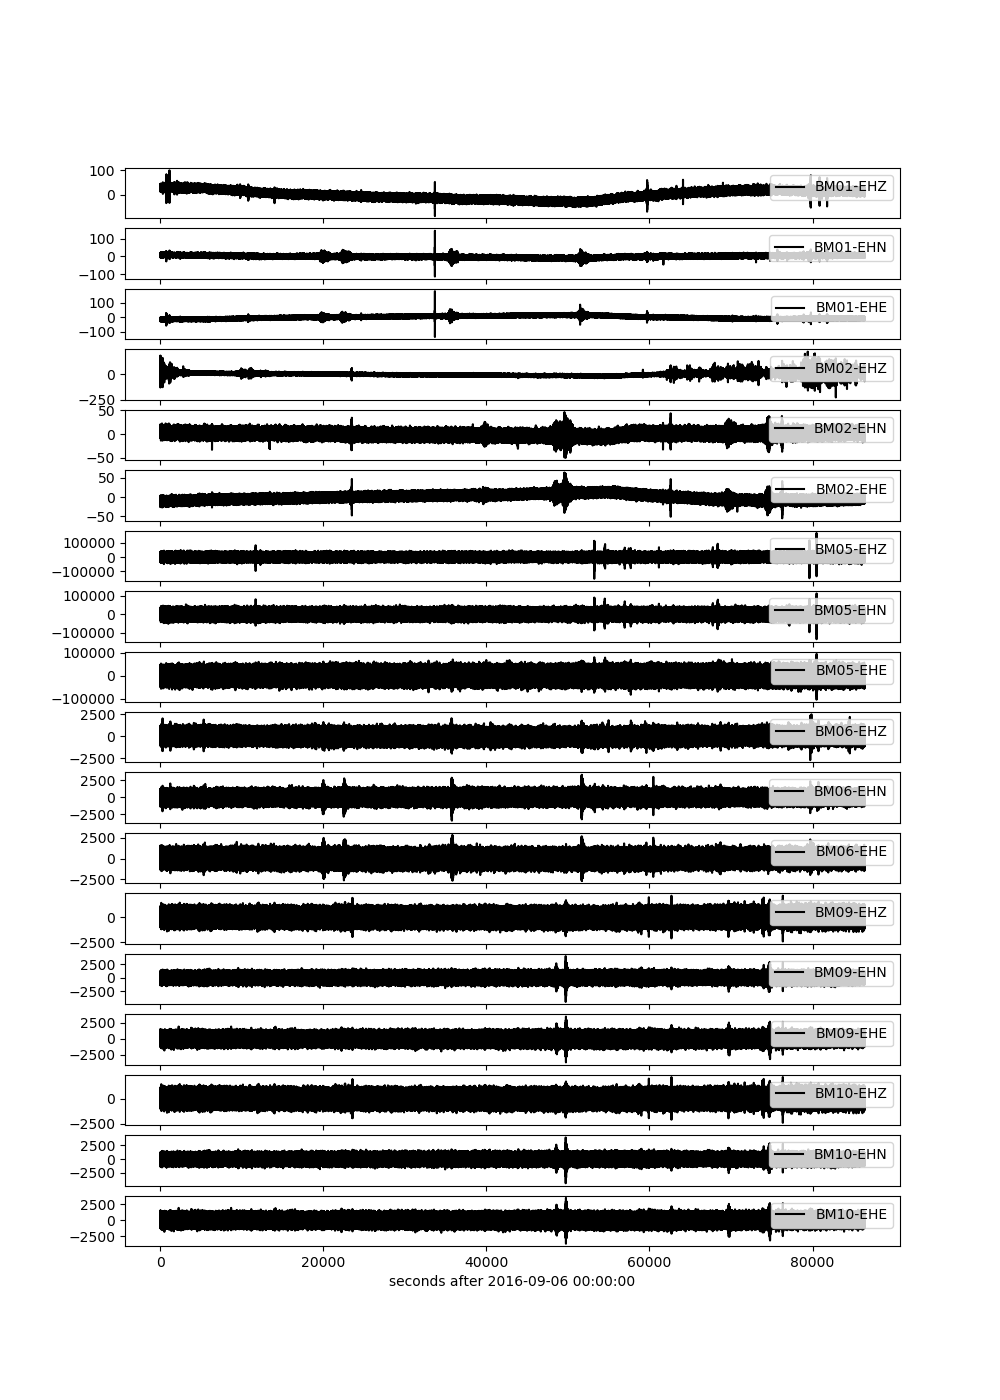 100
0
BM01-EHZ
100
0
−100
BM01-EHN
100
0
−100
BM01-EHE
0
−250
BM02-EHZ
50
0
−50
BM02-EHN
50
0
−50
BM02-EHE
100000
0
−100000
BM05-EHZ
100000
0
−100000
BM05-EHN
100000
0
−100000
BM05-EHE
2500
0
−2500
BM06-EHZ
2500
0
−2500
BM06-EHN
2500
0
−2500
BM06-EHE
0
−2500
BM09-EHZ
2500
0
−2500
BM09-EHN
2500
0
−2500
BM09-EHE
0
−2500
BM10-EHZ
2500
0
−2500
BM10-EHN
2500
0
−2500
BM10-EHE
0 20000 40000 60000 80000
seconds after 2016-09-06 00:00:00